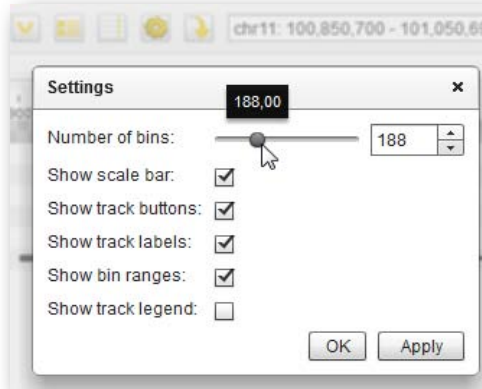 chr11: 100,850,700 - 101,050,6
Settings
188,00
Number of bins:
188
Show scale bar:
Show track buttons:
Show track labels:
Show bin ranges:
Show track legend:
OK
Apply